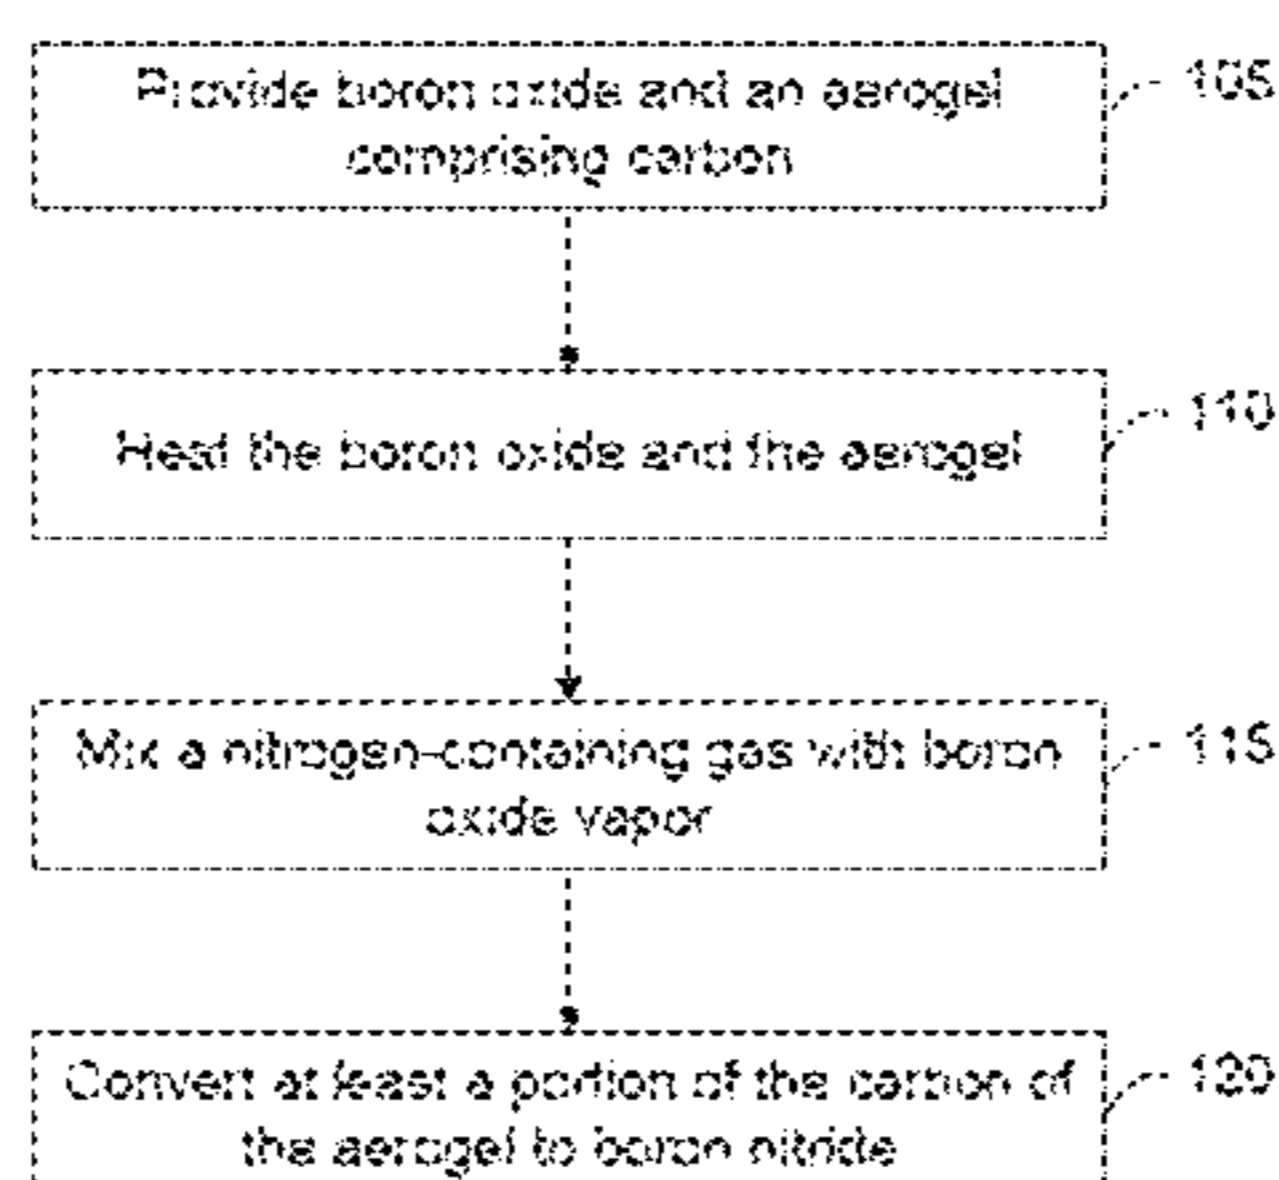 Provide boron oxide and an aerogel
comprising carbon
105
Heat the boron oxide and the aerogel
110
Mix a nitrogen-containing gas with boron
oxide vapor
115
Convert at least a portion of the carbon of
the aerogel to boron nitride
120